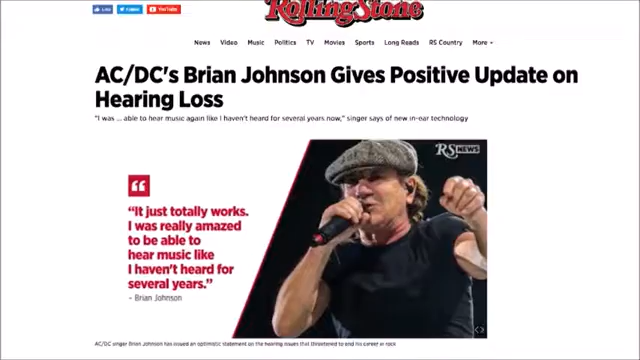 Like
Follow
YouTube
RollingStone
News Video Music Politics TV Movies Sports Long Reads RS Country More
AC/DC's Brian Johnson Gives Positive Update on
Hearing Loss
"I was ... able to hear music again like I haven't heard for several years now," singer says of new in-ear technology
RS NEWS
"It just totally works.
I was really amazed
to be able to
hear music like
I haven't heard for
several years."
– Brian Johnson
AC/DC singer Brian Johnson has issued an optimistic statement on the hearing issues that threatened to end his career in rock